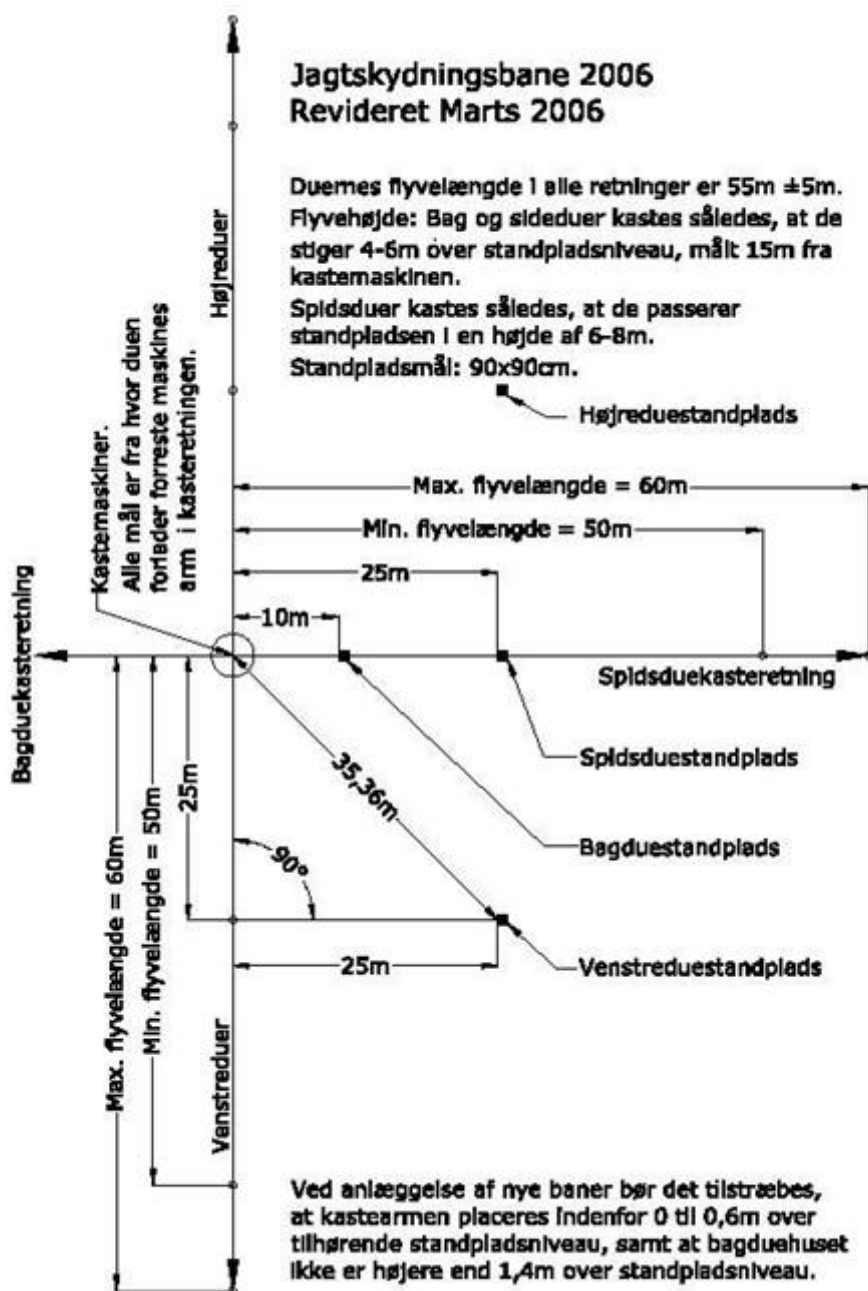 Jagtskydningsbane 2006
Revideret Marts 2006
Duernes flyvelængde i alle retninger er 55m ±5m.
Flyvehøjde: Bag og sideduer kastes således, at de
stiger 4-6m over standpladsniveau, målt 15m fra
kastemaskinen.
Spidsduer kastes således, at de passerer
standpladsen i en højde af 6-8m.
Standpladsmål: 90x90cm.
Højreduer
Kastemaskiner.
Alle mål er fra hvor duen
forlader forreste maskines
arm i kasteretningen.
Højreduestandplads
Max. flyvelængde = 60m
Min. flyvelængde = 50m
25m
10m
Bagduekasteretning
Spidsduekasteretning
Spidsduestandplads
35,36m
25m
Bagduestandplads
90°
Venstreduestandplads
25m
Max. flyvelængde = 60m
Min. flyvelængde = 50m
Venstreduer
Ved anlæggelse af nye baner bør det tilstræbes,
at kastearmen placeres indenfor 0 til 0,6m over
tilhørende standpladsniveau, samt at bagduehuset
ikke er højere end 1,4m over standpladsniveau.